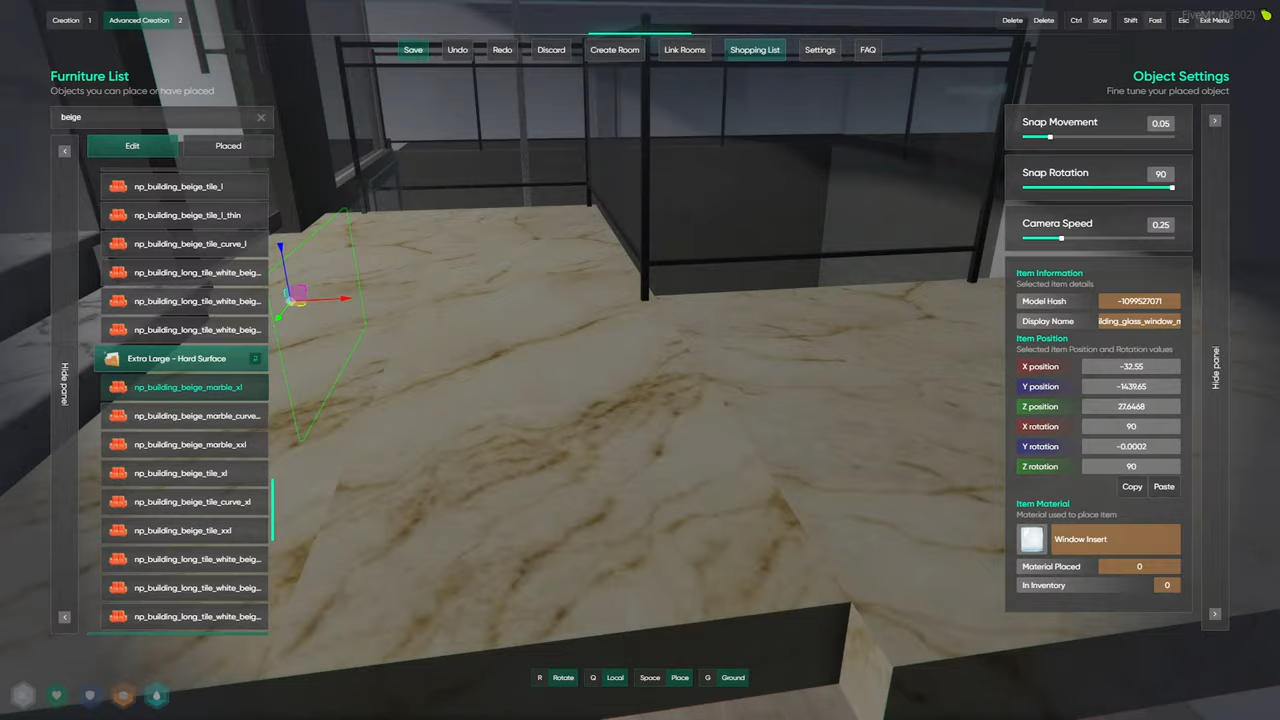 Creation 1 Advanced Creation 2
Delete Delete Ctrl Slow Shift Fast Esc Exit Menu
FiveM* (b2802)
Save Undo Redo Discard Create Room Link Rooms Shopping List Settings FAQ
Furniture List
Objects you can place or have placed
beige
Edit Placed
np_building_beige_tile_l
np_building_beige_tile_l_thin
np_building_beige_tile_curve_l
np_building_long_tile_white_beig...
np_building_long_tile_white_beig...
np_building_long_tile_white_beig...
Extra Large - Hard Surface
np_building_beige_marble_xl
np_building_beige_marble_curve...
np_building_beige_marble_xxl
np_building_beige_tile_xl
np_building_beige_tile_curve_xl
np_building_beige_tile_xxl
np_building_long_tile_white_beig...
np_building_long_tile_white_beig...
np_building_long_tile_white_beig...
Hide panel
Object Settings
Fine tune your placed object
Snap Movement 0.05
Snap Rotation 90
Camera Speed 0.25
Item Information
Selected item details
Model Hash -1099527071
Display Name ilding_glass_window_n
Item Position
Selected Item Position and Rotation values
X position -32.55
Y position -1439.65
Z position 27.6468
X rotation 90
Y rotation -0.0002
Z rotation 90
Copy Paste
Item Material
Material used to place item
Window Insert
Material Placed 0
In Inventory 0
Hide panel
R Rotate Q Local Space Place G Ground